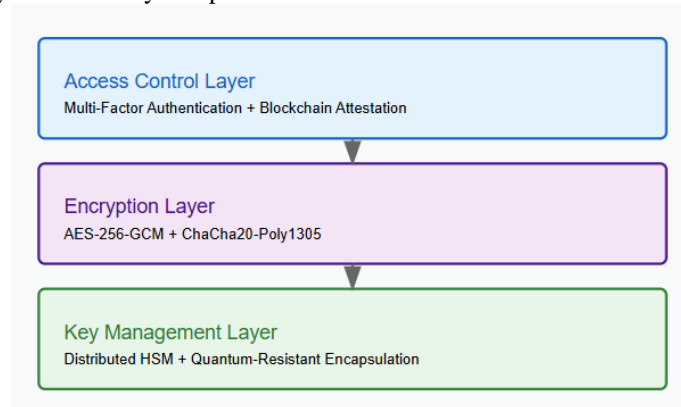 Access Control Layer
Multi-Factor Authentication + Blockchain Attestation
Encryption Layer
AES-256-GCM + ChaCha20-Poly1305
Key Management Layer
Distributed HSM + Quantum-Resistant Encapsulation